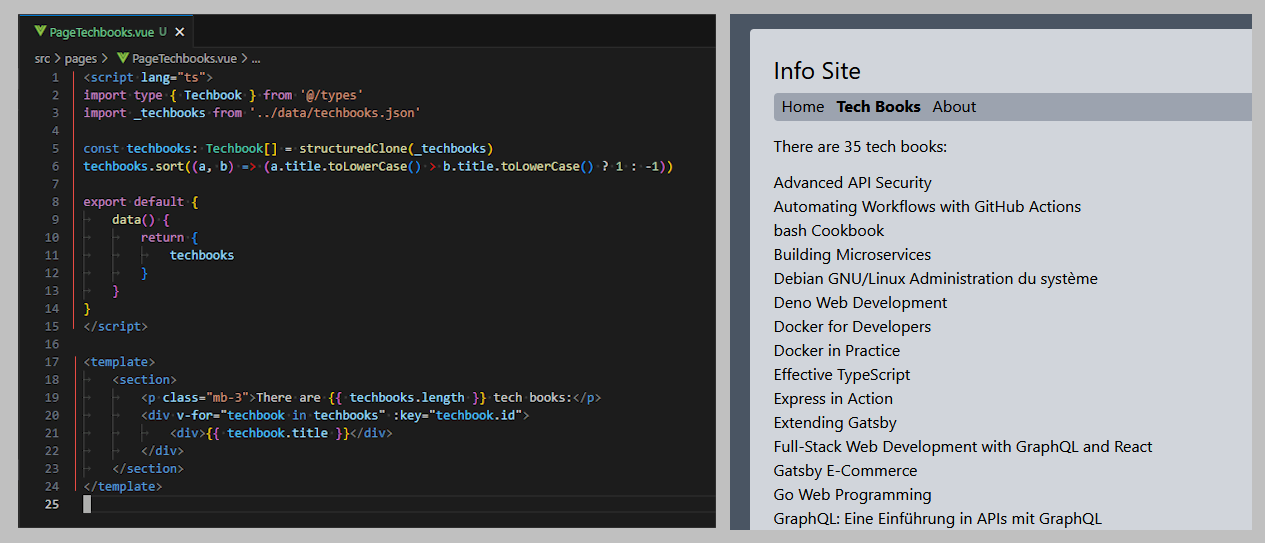 PageTechbooks.vue U ×
src > pages > PageTechbooks.vue > ...
1 <script lang="ts">
2 import type { Techbook } from '@/types'
3 import _techbooks from '../data/techbooks.json'
4
5 const techbooks: Techbook[] = structuredClone(_techbooks)
6 techbooks.sort((a, b) => (a.title.toLowerCase() > b.title.toLowerCase() ? 1 : -1))
7
8 export default {
9 data() {
10 return {
11 techbooks
12 }
13 }
14 }
15 </script>
16
17 <template>
18 <section>
19 <p class="mb-3">There are {{ techbooks.length }} tech books:</p>
20 <div v-for="techbook in techbooks" :key="techbook.id">
21 <div>{{ techbook.title }}</div>
22 </div>
23 </section>
24 </template>
25
Info Site
Home Tech Books About
There are 35 tech books:
Advanced API Security
Automating Workflows with GitHub Actions
bash Cookbook
Building Microservices
Debian GNU/Linux Administration du système
Deno Web Development
Docker for Developers
Docker in Practice
Effective TypeScript
Express in Action
Extending Gatsby
Full-Stack Web Development with GraphQL and React
Gatsby E-Commerce
Go Web Programming
GraphQL: Eine Einführung in APIs mit GraphQL